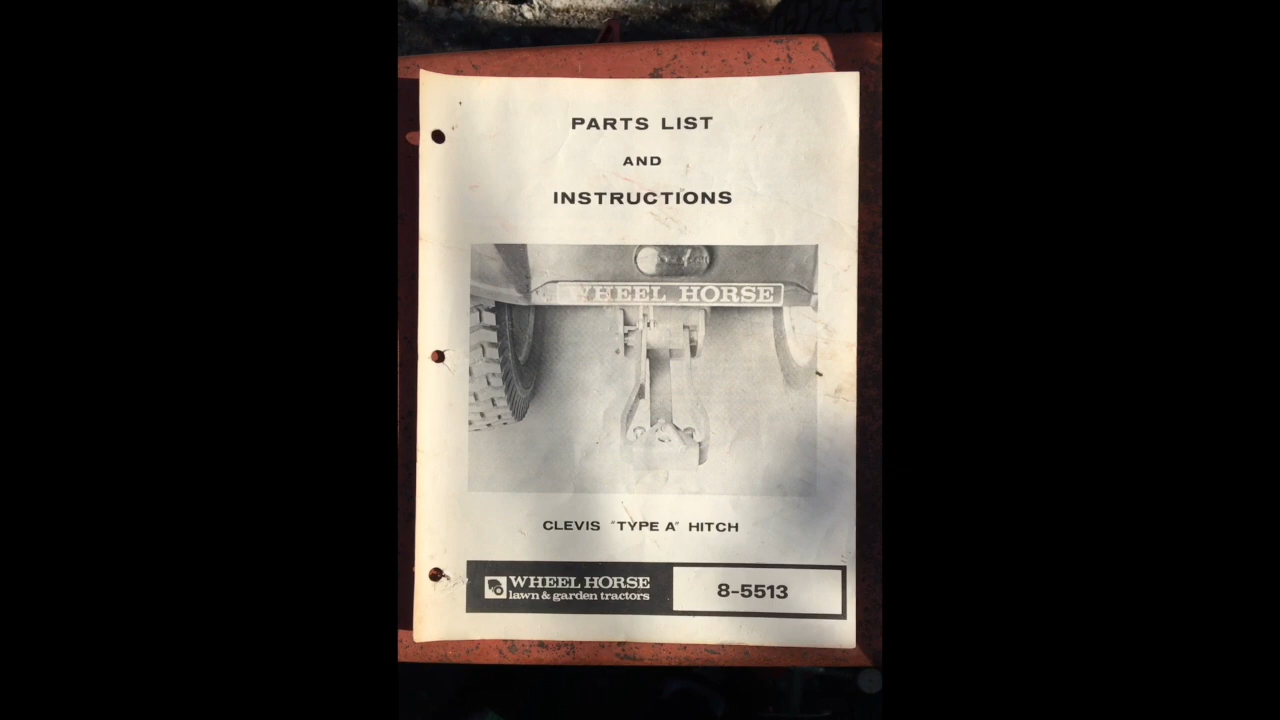 PARTS LIST
AND
INSTRUCTIONS
WHEEL HORSE
CLEVIS "TYPE A" HITCH
WHEEL HORSE
lawn & garden tractors
8-5513